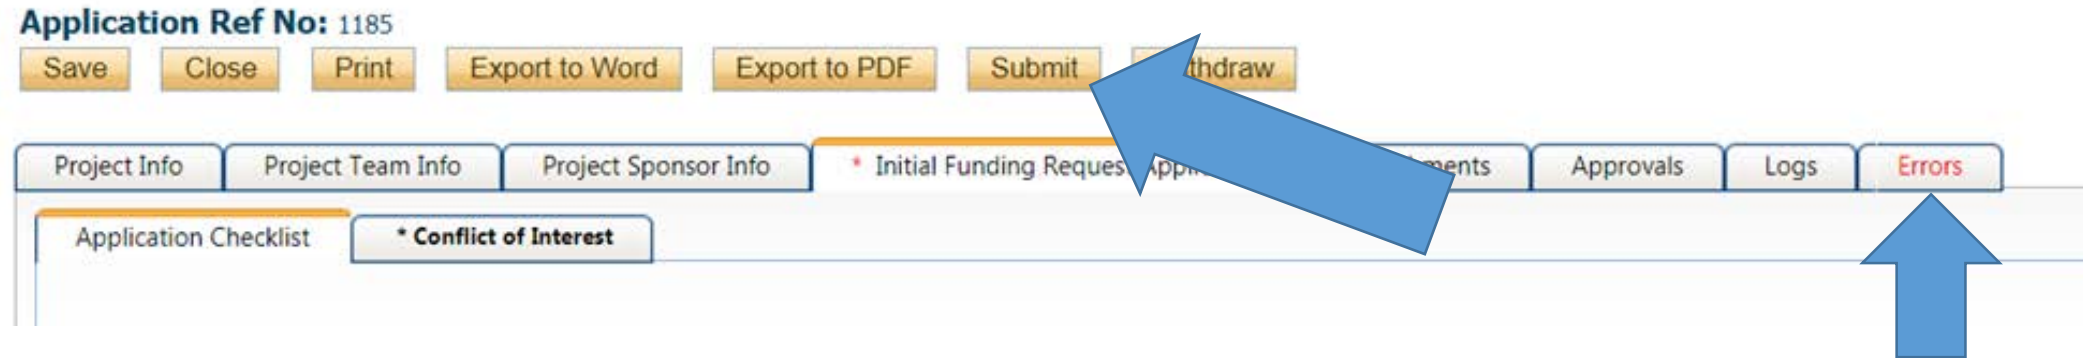 Application Ref No: 1185
Save Close Print Export to Word Export to PDF Submit
Project Info Project Team Info Project Sponsor Info * Initial Funding Request Approvals Logs Errors
Application Checklist * Conflict of Interest